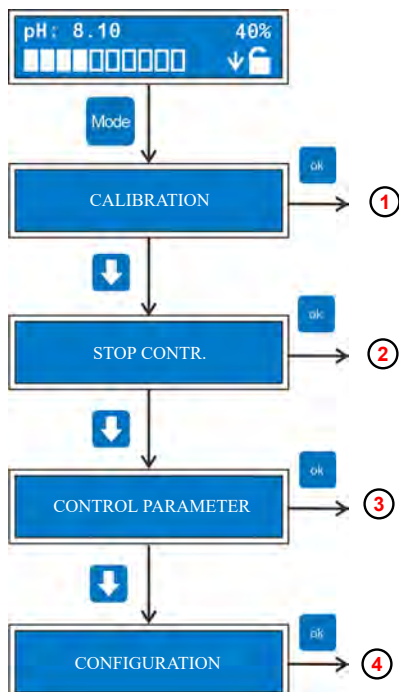 pH: 8.10 40%
Mode
ok
CALIBRATION
1
ok
STOP CONTR.
2
ok
CONTROL PARAMETER
3
ok
CONFIGURATION
4